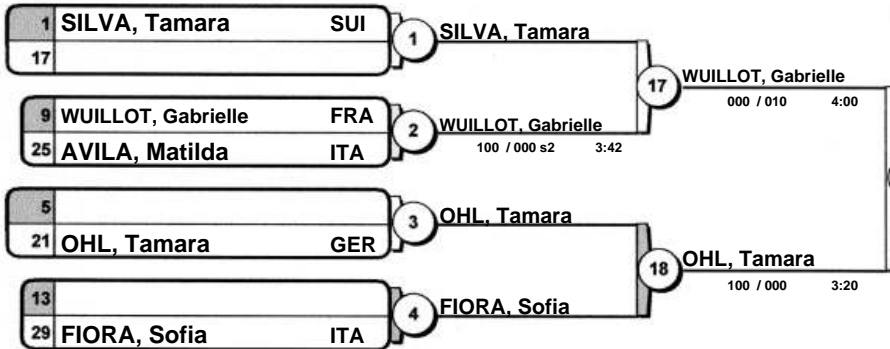 1 SILVA, Tamara SUI
17
1 SILVA, Tamara
9 WUILLOT, Gabrielle FRA
25 AVILA, Matilda ITA
2 WUILLOT, Gabrielle
100 / 000 s2 3:42
17 WUILLOT, Gabrielle
000 / 010 4:00
5
21 OHL, Tamara GER
3 OHL, Tamara
13
29 FIORA, Sofia ITA
4 FIORA, Sofia
18 OHL, Tamara
100 / 000 3:20